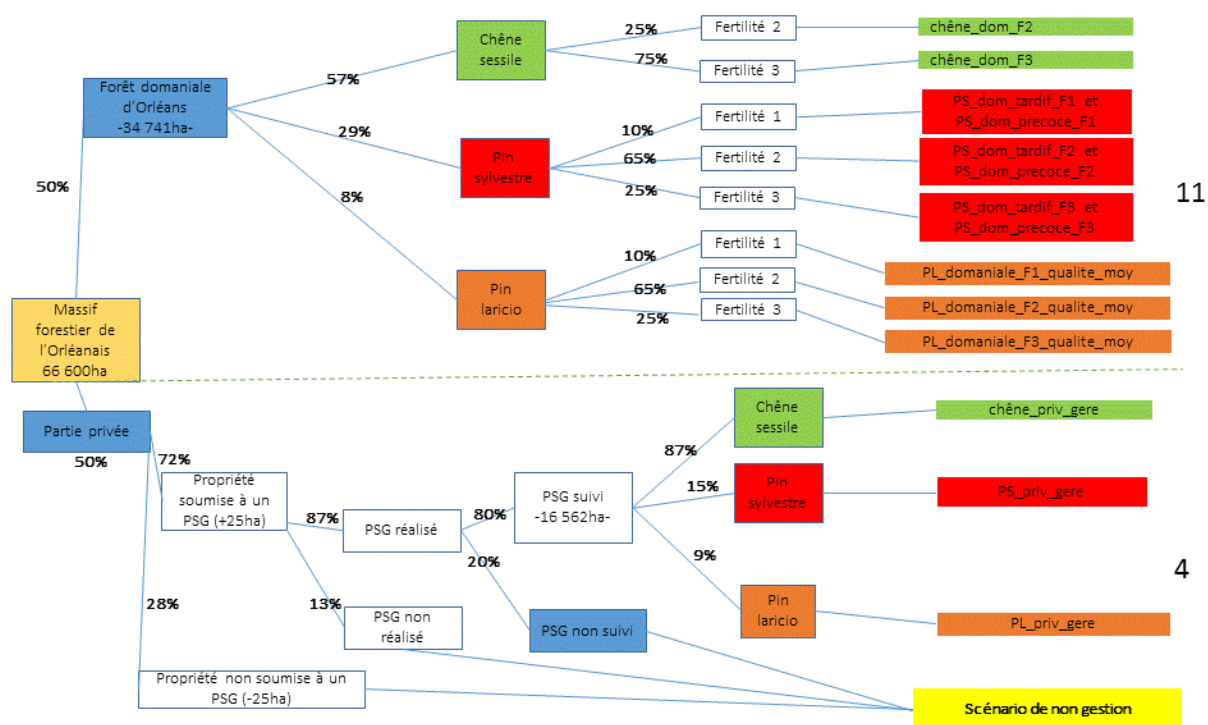 Massif
forestier de
l'Orléanais
66 600ha
50%
Forêt domaniale
d'Orléans
-34 741ha-
57%
29%
8%
Chêne
sessile
25%
75%
Fertilité 2
Fertilité 3
chêne_dom_F2
chêne_dom_F3
Pin
sylvestre
10%
65%
25%
Fertilité 1
Fertilité 2
Fertilité 3
PS_dom_tardif_F1 et
PS_dom_precoce_F1
PS_dom_tardif_F2 et
PS_dom_precoce_F2
PS_dom_tardif_F3 et
PS_dom_precoce_F3
Pin
laricio
10%
65%
25%
Fertilité 1
Fertilité 2
Fertilité 3
PL_domaniale_F1_qualite_moy
PL_domaniale_F2_qualite_moy
PL_domaniale_F3_qualite_moy
11
Partie privée
50%
72%
28%
Propriété
soumise à un
PSG (+25ha)
87%
13%
PSG réalisé
PSG non
réalisé
80%
20%
PSG suivi
-16 562ha-
PSG non suivi
87%
15%
9%
Chêne
sessile
Pin
sylvestre
Pin
laricio
chêne_priv_gere
PS_priv_gere
PL_priv_gere
4
Propriété non soumise à un
PSG (-25ha)
Scénario de non gestion